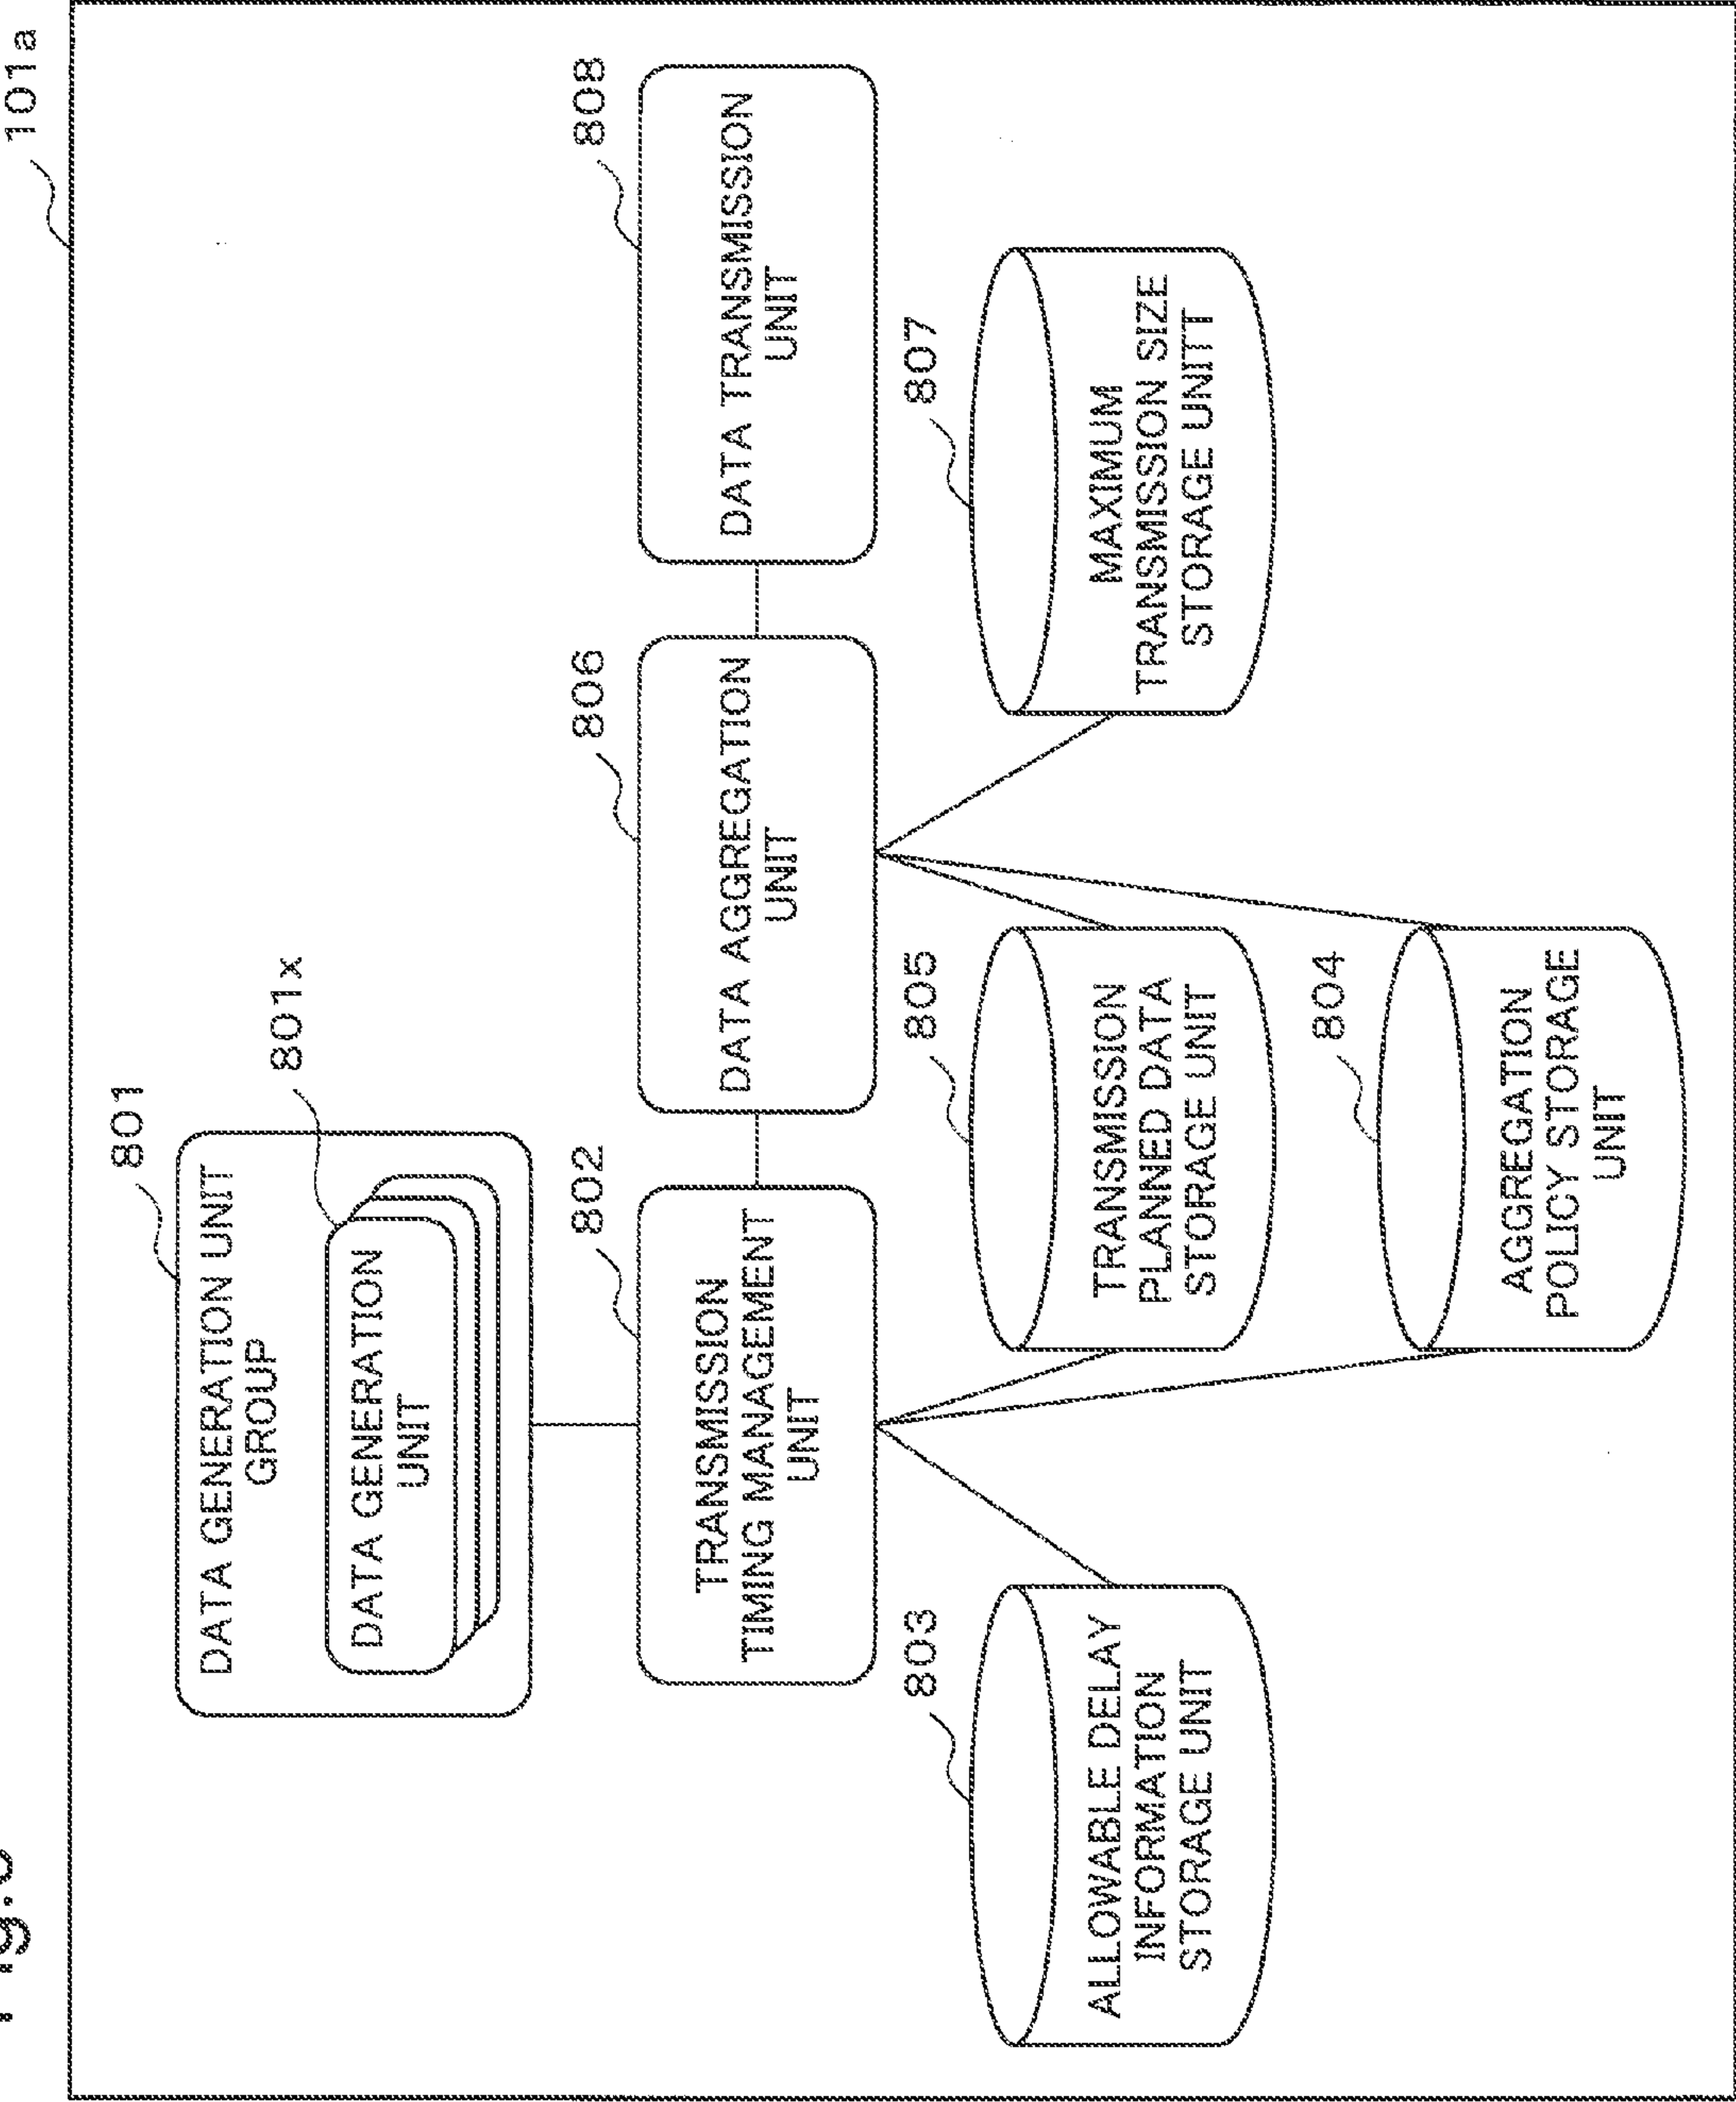 101a
801
DATA GENERATION UNIT
GROUP
801x
DATA GENERATION
UNIT
802
TRANSMISSION
TIMING MANAGEMENT
UNIT
806
DATA AGGREGATION
UNIT
808
DATA TRANSMISSION
UNIT
803
ALLOWABLE DELAY
INFORMATION
STORAGE UNIT
805
TRANSMISSION
PLANNED DATA
STORAGE UNIT
807
MAXIMUM
TRANSMISSION SIZE
STORAGE UNITT
804
AGGREGATION
POLICY STORAGE
UNIT